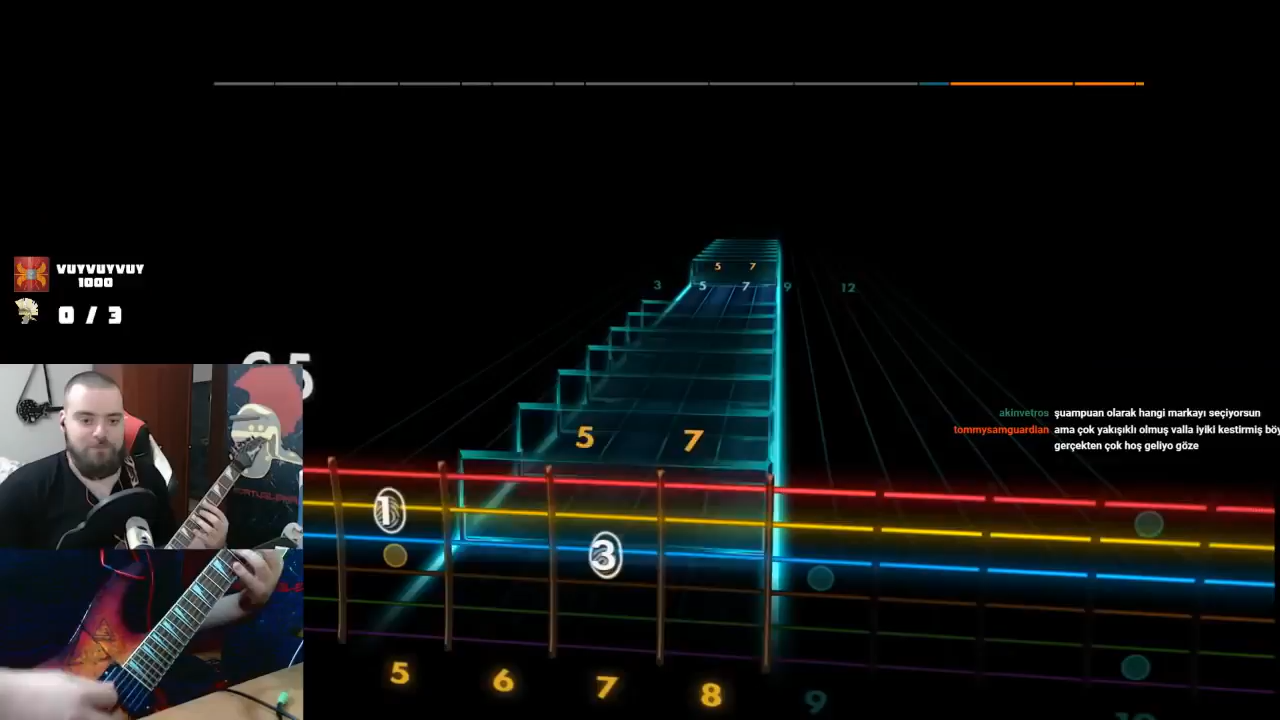 VUYVUYVUY
1000
0 / 3
5 7
3 5 7 9 12
5 7
1
3
5 6 7 8 9
akinvetros şuampuan olarak hangi markayı seçiyorsun
tommysamguardian ama çok yakışıklı olmuş valla iyiki kestirmiş böy
gerçekten çok hoş geliyo göze